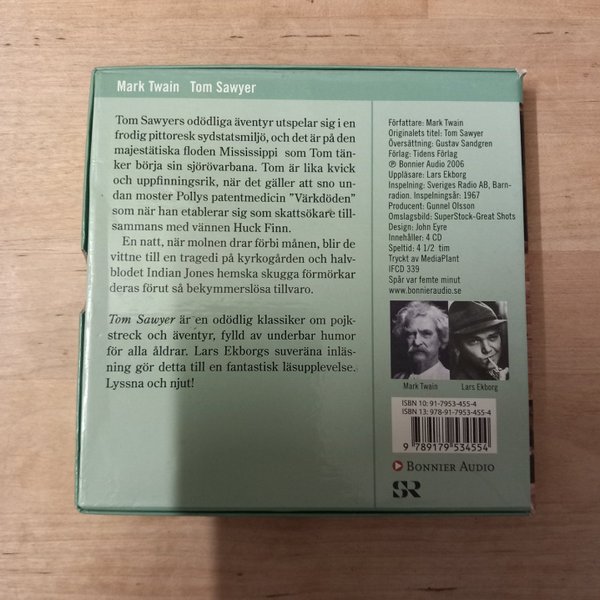 Mark Twain Tom Sawyer
Tom Sawyers odödliga äventyr utspelar sig i en
frodig pittoresk sydstatsmiljö, och det är på den
majestätiska floden Mississippi som Tom tän-
ker börja sin sjörövarbana. Tom är lika kvick
och uppfinningsrik, när det gäller att sno un-
dan moster Pollys patentmedicin "Värkdöden"
som när han etablerar sig som skattsökare till-
sammans med vännen Huck Finn.
En natt, när molnen drar förbi månen, blir de
vittne till en tragedi på kyrkogården och halv-
blodet Indian Jones hemska skugga förmörkar
deras förut så bekymmerslösa tillvaro.
Tom Sawyer är en odödlig klassiker om pojk-
streck och äventyr, fylld av underbar humor
för alla åldrar. Lars Ekborgs suveräna inläs-
ning gör detta till en fantastisk läsupplevelse.
Lyssna och njut!
Författare: Mark Twain
Originalets titel: Tom Sawyer
Översättning: Gustav Sandgren
Förlag: Tidens Förlag
℗ Bonnier Audio 2006
Uppläsare: Lars Ekborg
Inspelning: Sveriges Radio AB, Barn-
radion. Inspelningsår: 1967
Producent: Gunnel Olsson
Omslagsbild: SuperStock-Great Shots
Design: John Eyre
Innehåller: 4 CD
Speltid: 4 1/2 tim
Tryckt av MediaPlant
IFCD 339
Spår var femte minut
www.bonnieraudio.se
Mark Twain Lars Ekborg
ISBN 10: 91-7953-455-4
ISBN 13: 978-91-7953-455-4
9 789179 534554
BONNIER AUDIO
SR